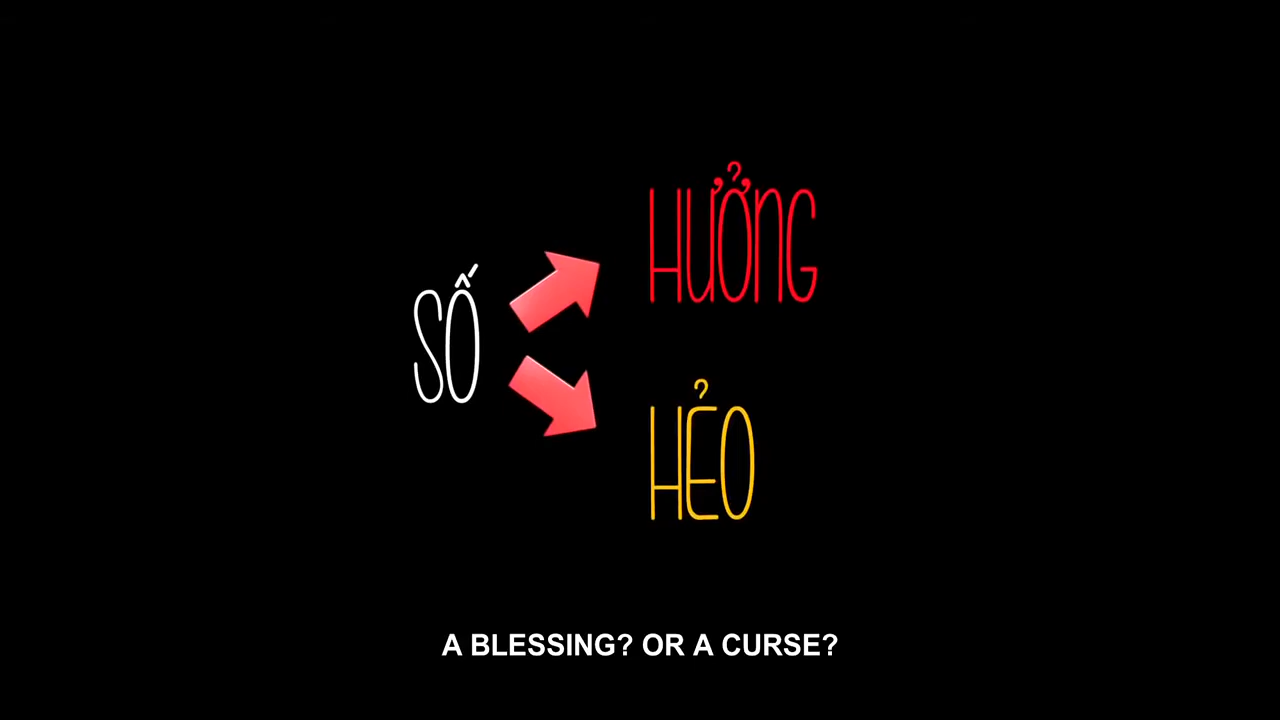 SỐ
HƯỞNG
HẺO
A BLESSING? OR A CURSE?